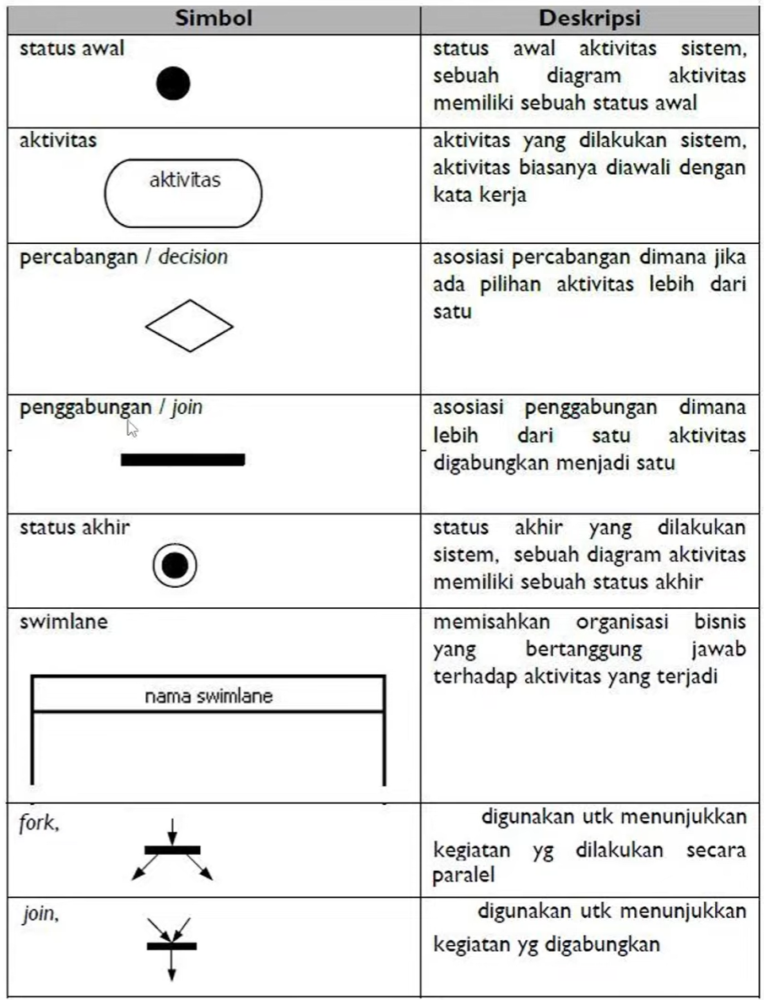 Simbol
Deskripsi
status awal
status awal aktivitas sistem,
sebuah diagram aktivitas
memiliki sebuah status awal
aktivitas
aktivitas
aktivitas yang dilakukan sistem,
aktivitas biasanya diawali dengan
kata kerja
percabangan / decision
asosiasi percabangan dimana jika
ada pilihan aktivitas lebih dari
satu
penggabungan / join
asosiasi penggabungan dimana
lebih dari satu aktivitas
digabungkan menjadi satu
status akhir
status akhir yang dilakukan
sistem, sebuah diagram aktivitas
memiliki sebuah status akhir
swimlane
nama swimlane
memisahkan organisasi bisnis
yang bertanggung jawab
terhadap aktivitas yang terjadi
fork,
digunakan utk menunjukkan
kegiatan yg dilakukan secara
paralel
join,
digunakan utk menunjukkan
kegiatan yg digabungkan